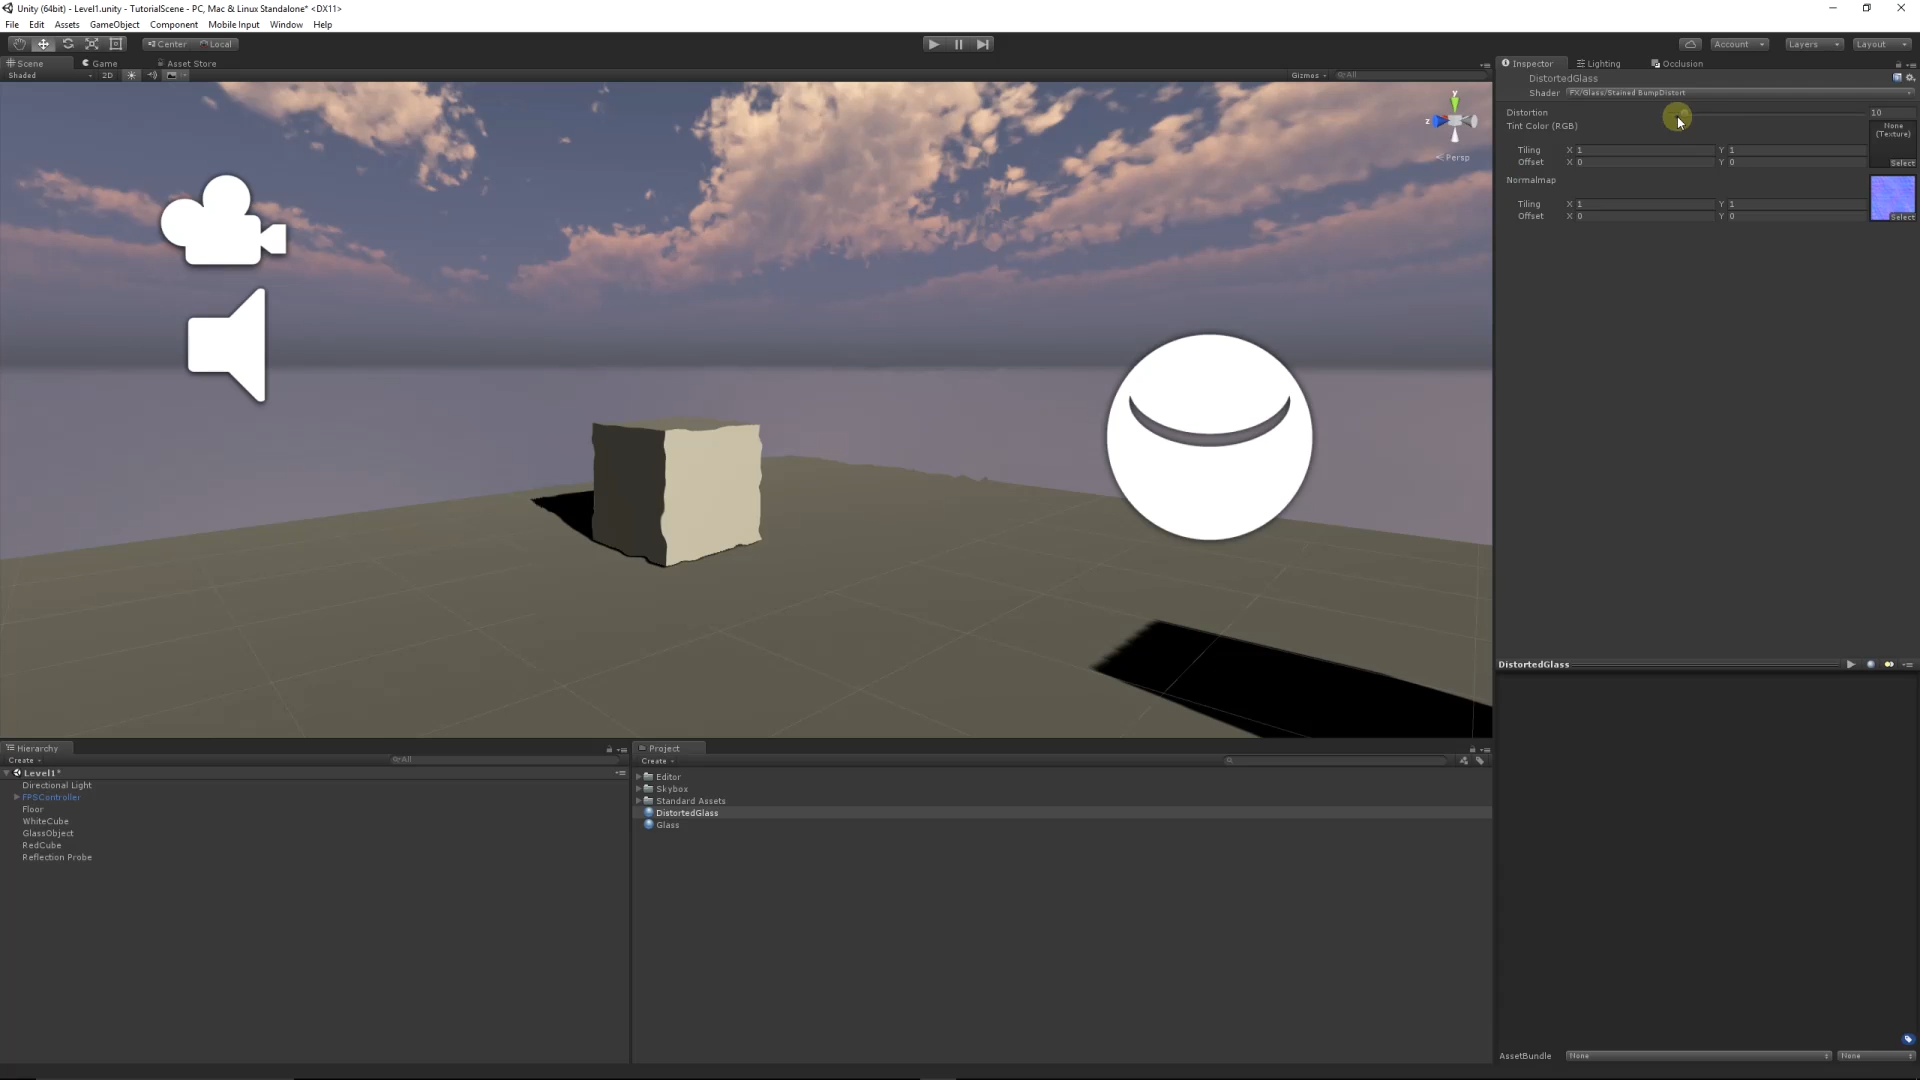 Unity (64bit) - Level1.unity - TutorialScene - PC, Mac & Linux Standalone* <DX11>
File Edit Assets GameObject Component Mobile Input Window Help
Center Local Account Layers Layout
Scene Game Asset Store
Shaded 2D Gizmos All
y
z
Persp
Inspector Lighting Occlusion
DistortedGlass
Shader FX/Glass/Stained BumpDistort
Distortion 10
Tint Color (RGB) None
(Texture)
Tiling X 1 Y 1
Offset X 0 Y 0 Select
Normalmap
Tiling X 1 Y 1
Offset X 0 Y 0 Select
DistortedGlass
AssetBundle None None
Hierarchy
Create All
Level1*
Directional Light
FPSController
Floor
WhiteCube
GlassObject
RedCube
Reflection Probe
Project
Create
Editor
Skybox
Standard Assets
DistortedGlass
Glass